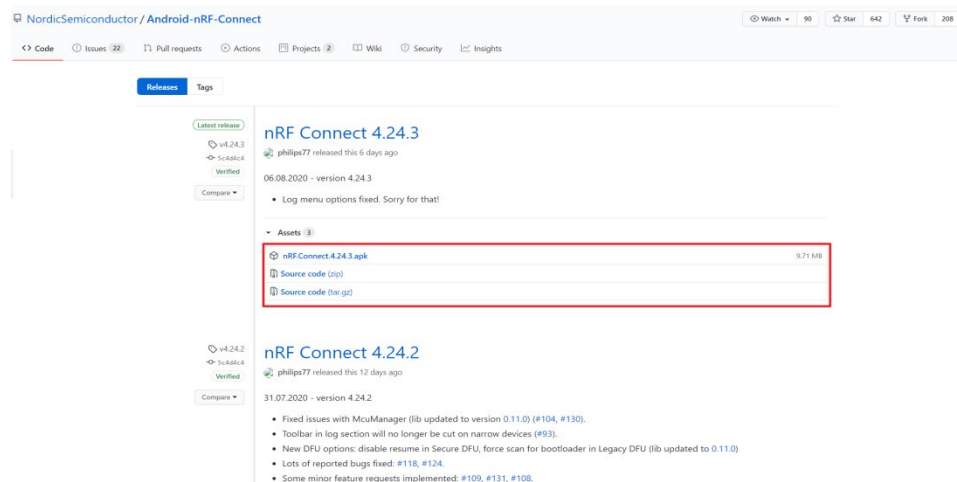 NordicSemiconductor / Android-nRF-Connect
Watch 90 Star 642 Fork 208
Code Issues 22 Pull requests Actions Projects 2 Wiki Security Insights
Releases Tags
Latest release
v4.24.3
5c4d4c4
Verified
Compare
nRF Connect 4.24.3
philips77 released this 6 days ago
06.08.2020 - version 4.24.3
• Log menu options fixed. Sorry for that!
Assets 3
nRF.Connect.4.24.3.apk 9.71 MB
Source code (zip)
Source code (tar.gz)
v4.24.2
5c4d4c4
Verified
Compare
nRF Connect 4.24.2
philips77 released this 12 days ago
31.07.2020 - version 4.24.2
• Fixed issues with McuManager (lib updated to version 0.11.0) (#104, #130).
• Toolbar in log section will no longer be cut on narrow devices (#93).
• New DFU options: disable resume in Secure DFU, force scan for bootloader in Legacy DFU (lib updated to 0.11.0)
• Lots of reported bugs fixed: #118, #124.
• Some minor feature requests implemented: #109, #131, #108.